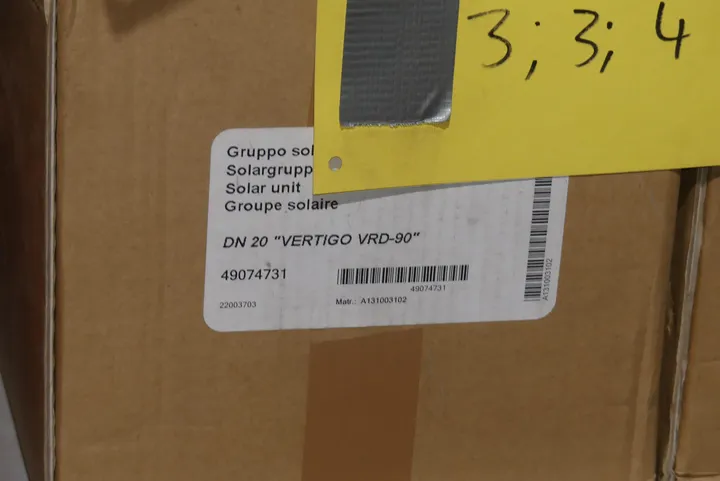 3; 3; 4
Gruppo sol
Solargrupp
Solar unit
Groupe solaire
DN 20 "VERTIGO VRD-90"
49074731
49074731
22003703
Matr.: A131003102
A131003102